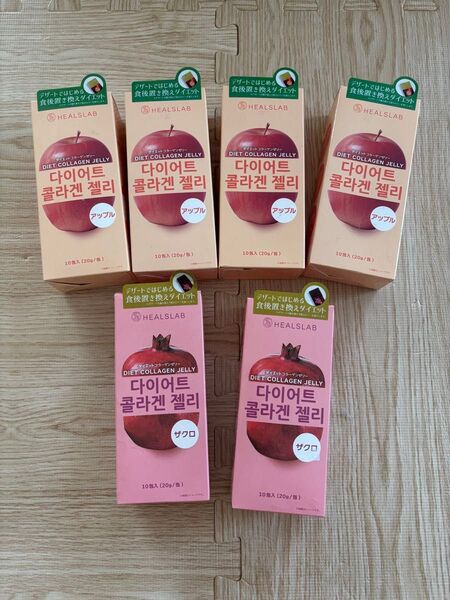 デザートではじめる
食後置き換えダイエット
HEALSLAB
ダイエットコラーゲンゼリー
DIET COLLAGEN JELLY
다이어트
콜라겐 젤리
アップル
10包入(20g/包)
デザートではじめる
食後置き換えダイエット
HEALSLAB
ダイエットコラーゲンゼリー
DIET COLLAGEN JELLY
다이어트
콜라겐 젤리
アップル
10包入(20g/包)
デザートではじめる
食後置き換えダイエット
HEALSLAB
ダイエットコラーゲンゼリー
DIET COLLAGEN JELLY
다이어트
콜라겐 젤리
アップル
10包入(20g/包)
デザートではじめる
食後置き換えダイエット
HEALSLAB
ダイエットコラーゲンゼリー
DIET COLLAGEN JELLY
다이어트
콜라겐 젤리
アップル
10包入(20g/包)
デザートではじめる
食後置き換えダイエット
HEALSLAB
ダイエットコラーゲンゼリー
DIET COLLAGEN JELLY
다이어트
콜라겐 젤리
ザクロ
10包入(20g/包)
デザートではじめる
食後置き換えダイエット
HEALSLAB
ダイエットコラーゲンゼリー
DIET COLLAGEN JELLY
다이어트
콜라겐 젤리
ザクロ
10包入(20g/包)